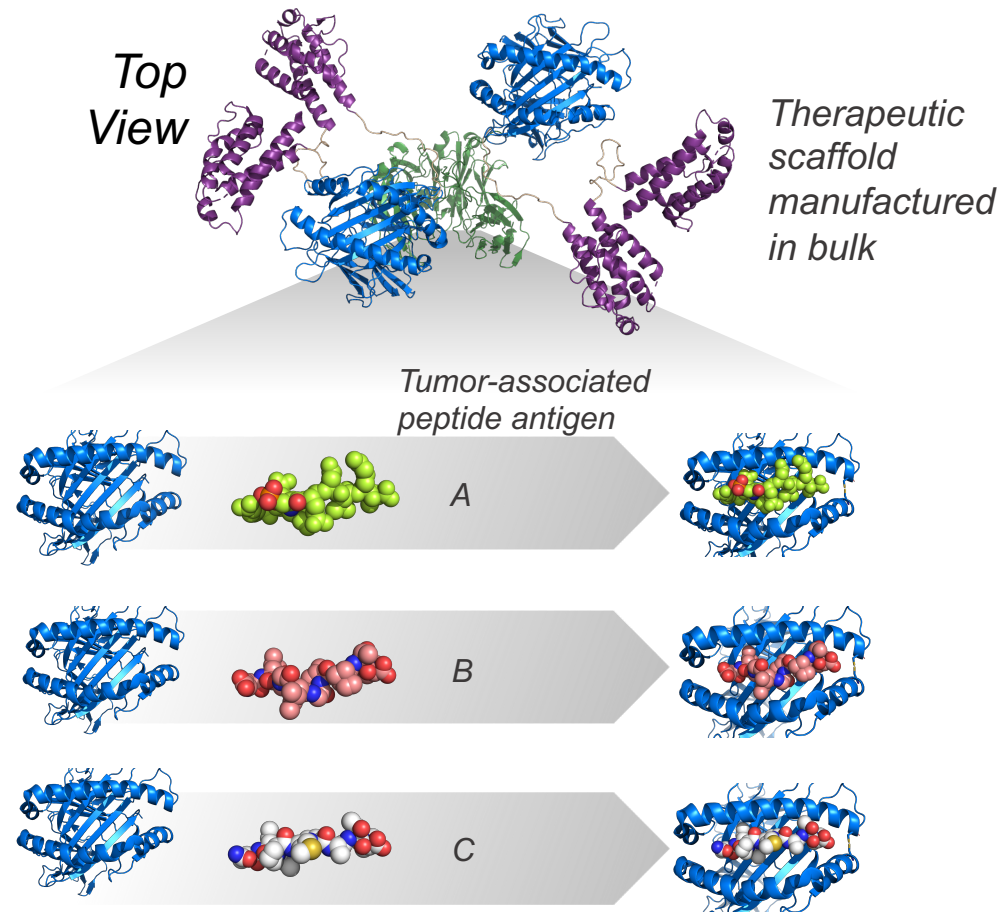 Top
View
Therapeutic
scaffold
manufactured
in bulk
Tumor-associated
peptide antigen
A
B
C